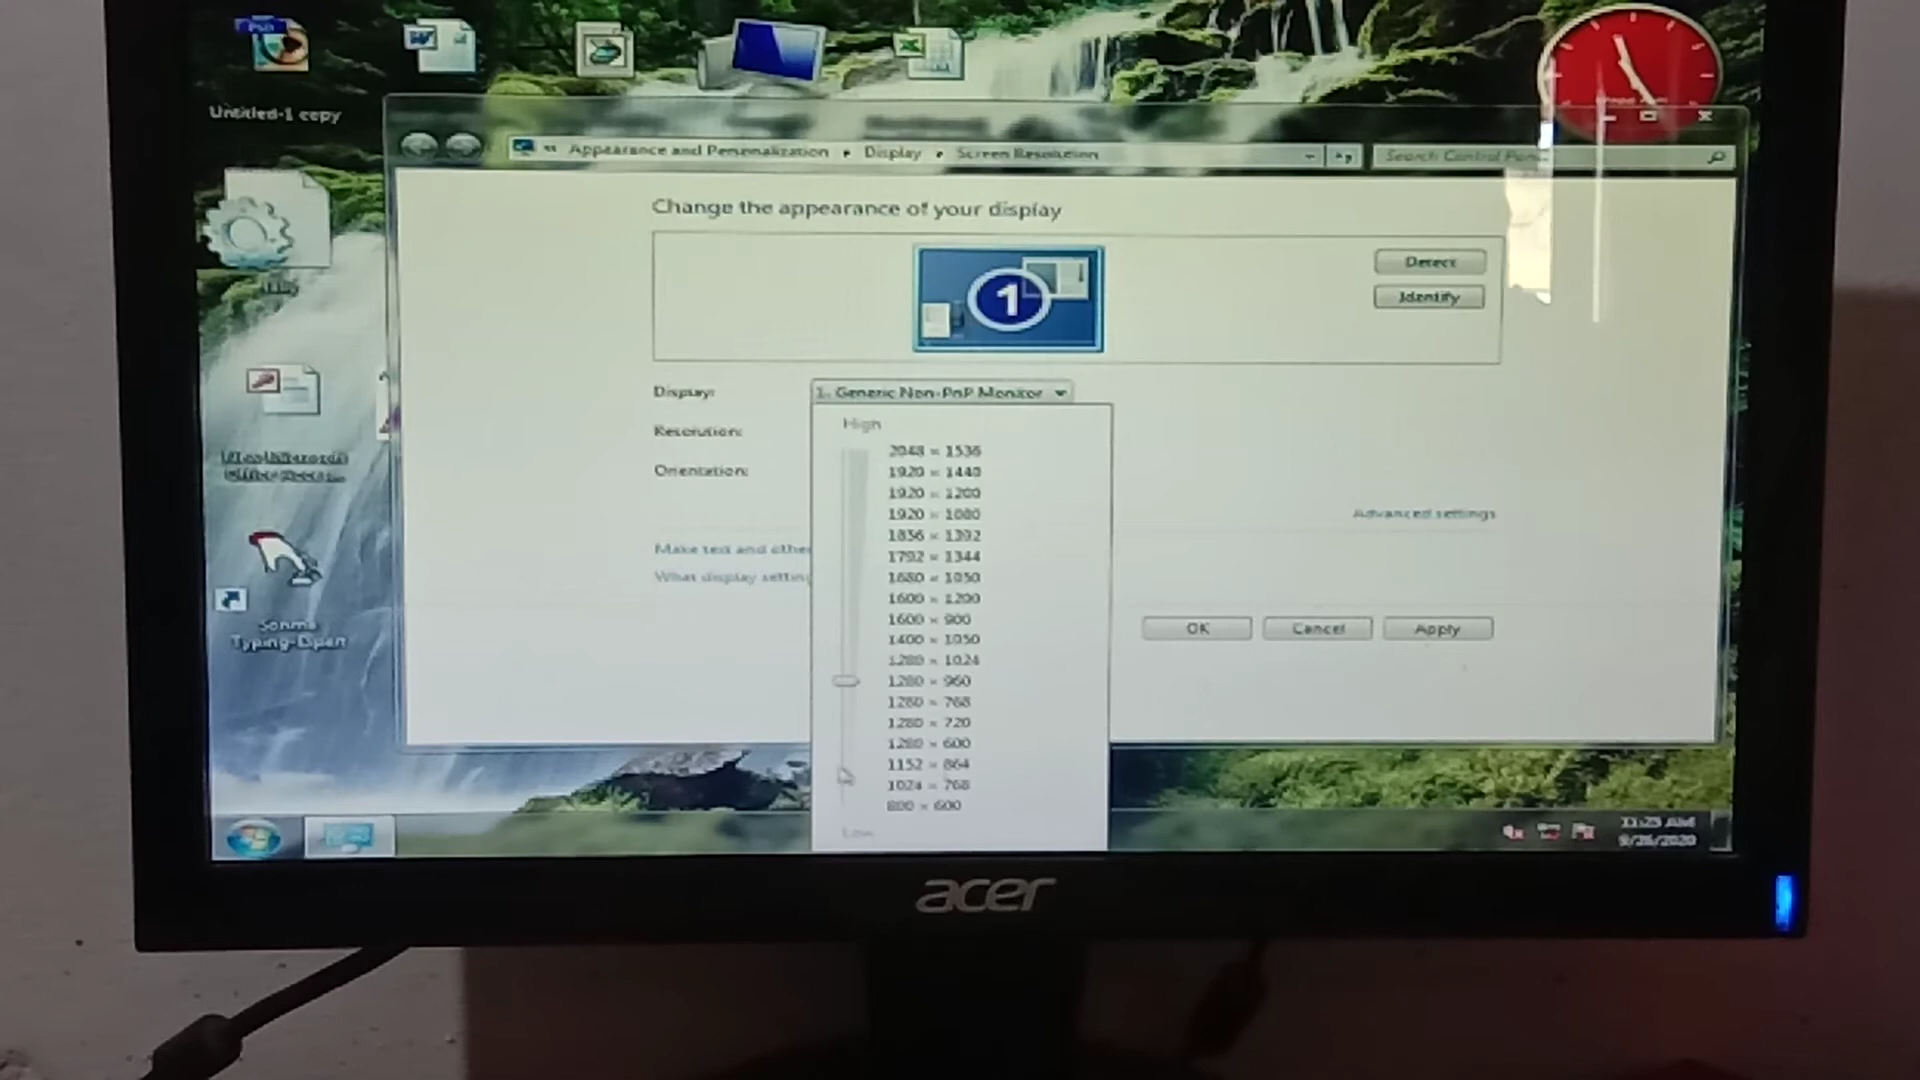 Untitled-1 copy
Appearance and Personalization ▸ Display ▸ Screen Resolution
Search Control Panel
Change the appearance of your display
1
Detect
Identify
Display:
1. Generic Non-PnP Monitor
Resolution:
Orientation:
High
2048 × 1536
1920 × 1440
1920 × 1200
1920 × 1080
1856 × 1392
1792 × 1344
1680 × 1050
1600 × 1200
1600 × 900
1400 × 1050
1280 × 1024
1280 × 960
1280 × 768
1280 × 720
1280 × 600
1152 × 864
1024 × 768
800 × 600
Low
Advanced settings
Make text and other
What display setting
OK
Cancel
Apply
Sonma
Typing-Expert
11:25 AM
9/26/2020
acer